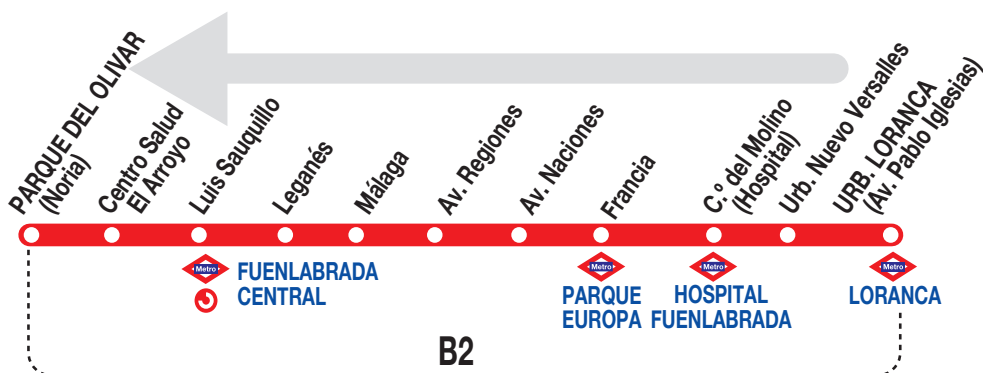 PARQUE DEL OLIVAR
(Noria)
Centro Salud
El Arroyo
Luis Sauquillo
Leganés
Málaga
Av. Regiones
Av. Naciones
Francia
C.º del Molino
(Hospital)
Urb. Nuevo Versalles
URB. LORANCA
(Av. Pablo Iglesias)
Metro
FUENLABRADA
CENTRAL
Metro
PARQUE
EUROPA
Metro
HOSPITAL
FUENLABRADA
Metro
LORANCA
B2